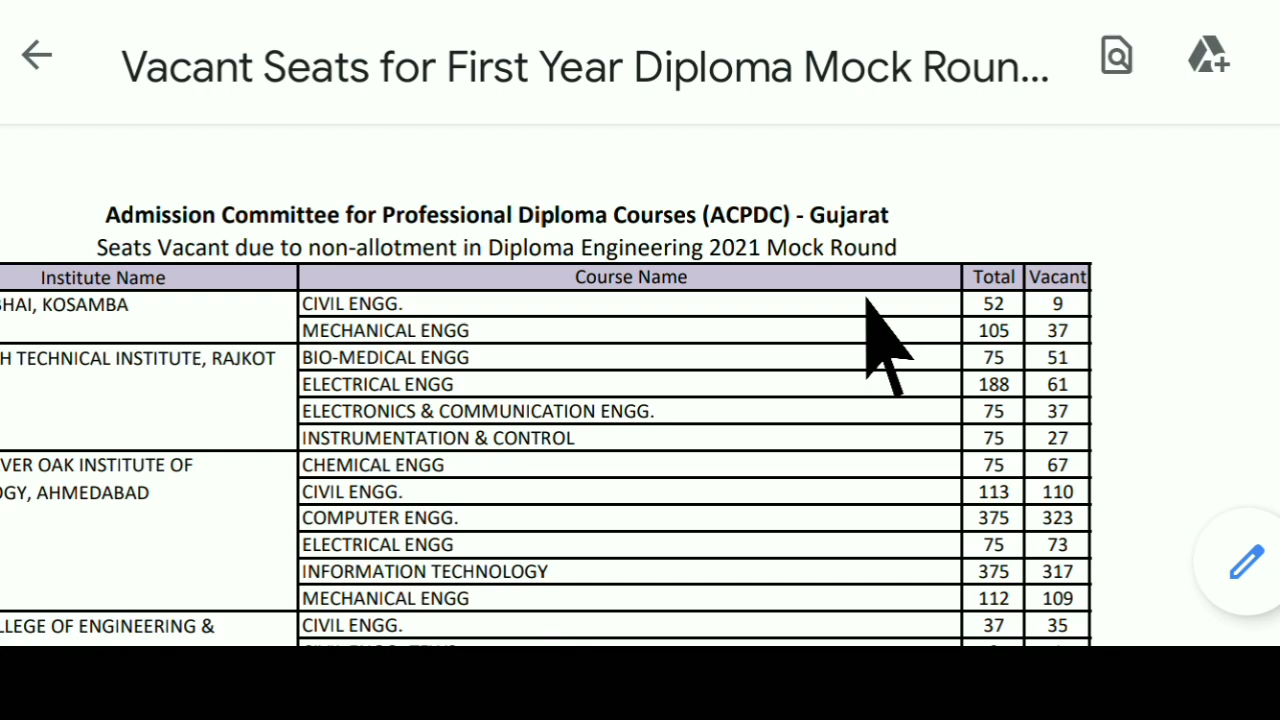 Vacant Seats for First Year Diploma Mock Roun...
Admission Committee for Professional Diploma Courses (ACPDC) - Gujarat
Seats Vacant due to non-allotment in Diploma Engineering 2021 Mock Round
Institute Name Course Name Total Vacant
BHAI, KOSAMBA CIVIL ENGG. 52 9
MECHANICAL ENGG 105 37
H TECHNICAL INSTITUTE, RAJKOT BIO-MEDICAL ENGG 75 51
ELECTRICAL ENGG 188 61
ELECTRONICS & COMMUNICATION ENGG. 75 37
INSTRUMENTATION & CONTROL 75 27
VER OAK INSTITUTE OF CHEMICAL ENGG 75 67
OGY, AHMEDABAD CIVIL ENGG. 113 110
COMPUTER ENGG. 375 323
ELECTRICAL ENGG 75 73
INFORMATION TECHNOLOGY 375 317
MECHANICAL ENGG 112 109
LLEGE OF ENGINEERING & CIVIL ENGG. 37 35